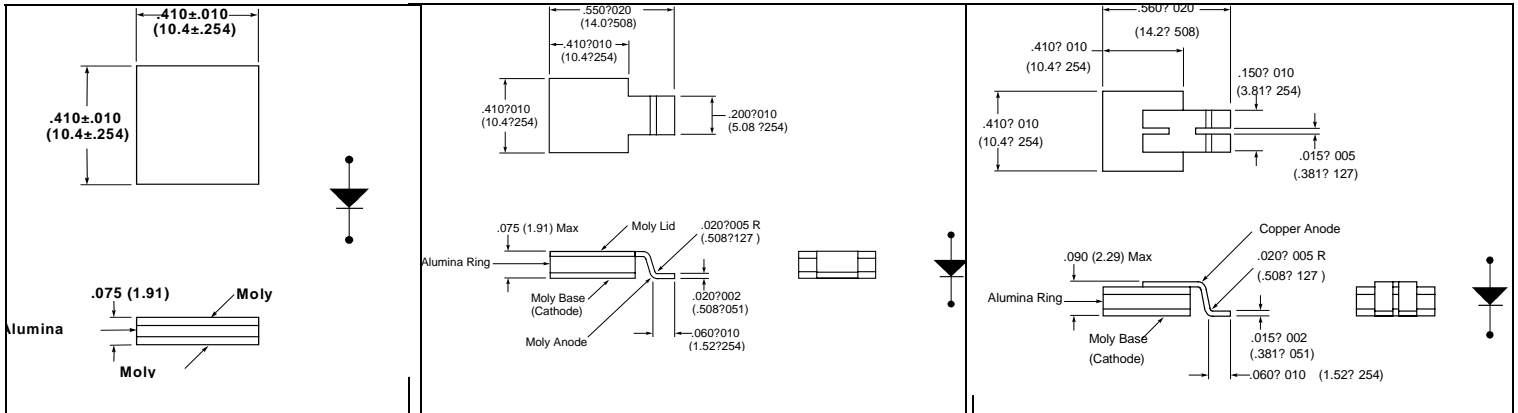 .410±.010
(10.4±.254)
.410±.010
(10.4±.254)
.075 (1.91)
Moly
Alumina
Moly
.550?020
(14.0?508)
.410?010
(10.4?254)
.410?010
(10.4?254)
.200?010
(5.08 ?254)
.075 (1.91) Max
Moly Lid
.020?005 R
(.508?127 )
Alumina Ring
Moly Base
(Cathode)
.020?002
(.508?051)
Moly Anode
.060?010
(1.52?254)
.560? 020
(14.2? 508)
.410? 010
(10.4? 254)
.150? 010
(3.81? 254)
.410? 010
(10.4? 254)
.015? 005
(.381? 127)
Copper Anode
.090 (2.29) Max
.020? 005 R
(.508? 127 )
Alumina Ring
Moly Base
(Cathode)
.015? 002
(.381? 051)
.060? 010 (1.52? 254)